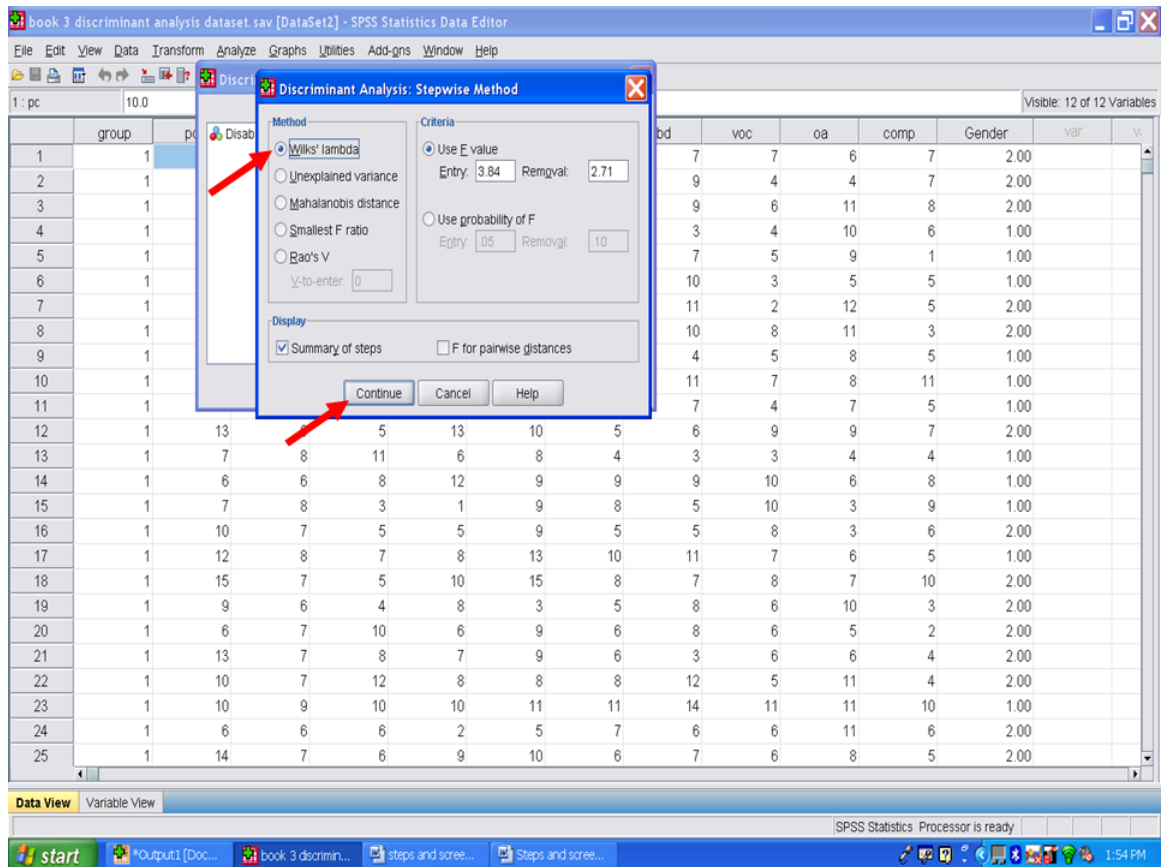 book 3 discriminant analysis dataset.sav [DataSet2] - SPSS Statistics Data Editor
File Edit View Data Transform Analyze Graphs Utilities Add-ons Window Help
Discri
1 : pc 10.0 Visible: 12 of 12 Variables
Disab
Discriminant Analysis: Stepwise Method
Method
Wilks' lambda
Unexplained variance
Mahalanobis distance
Smallest F ratio
Rao's V
V-to-enter: 0
Criteria
Use F value
Entry: 3.84 Removal: 2.71
Use probability of F
Entry: .05 Removal: .10
Display
Summary of steps F for pairwise distances
Continue Cancel Help
group pc bd voc oa comp Gender var
1 1 7 7 6 7 2.00
2 1 9 4 4 7 2.00
3 1 9 6 11 8 2.00
4 1 3 4 10 6 1.00
5 1 7 5 9 1 1.00
6 1 10 3 5 5 1.00
7 1 11 2 12 5 2.00
8 1 10 8 11 3 2.00
9 1 4 5 8 5 1.00
10 1 11 7 8 11 1.00
11 1 7 4 7 5 1.00
12 1 13 5 13 10 5 6 9 9 7 2.00
13 1 7 8 11 6 8 4 3 3 4 4 1.00
14 1 6 6 8 12 9 9 9 10 6 8 1.00
15 1 7 8 3 1 9 8 5 10 3 9 1.00
16 1 10 7 5 5 9 5 5 8 3 6 2.00
17 1 12 8 7 8 13 10 11 7 6 5 1.00
18 1 15 7 5 10 15 8 7 8 7 10 2.00
19 1 9 6 4 8 3 5 8 6 10 3 2.00
20 1 6 7 10 6 9 6 8 6 5 2 2.00
21 1 13 7 8 7 9 6 3 6 6 4 2.00
22 1 10 7 12 8 8 8 12 5 11 4 2.00
23 1 10 9 10 10 11 11 14 11 11 10 1.00
24 1 6 6 6 2 5 7 6 6 11 6 2.00
25 1 14 7 6 9 10 6 7 6 8 5 2.00
Data View Variable View
SPSS Statistics Processor is ready
start *Output1 [Doc... book 3 discrimin... steps and scree... Steps and scree... 1:54 PM